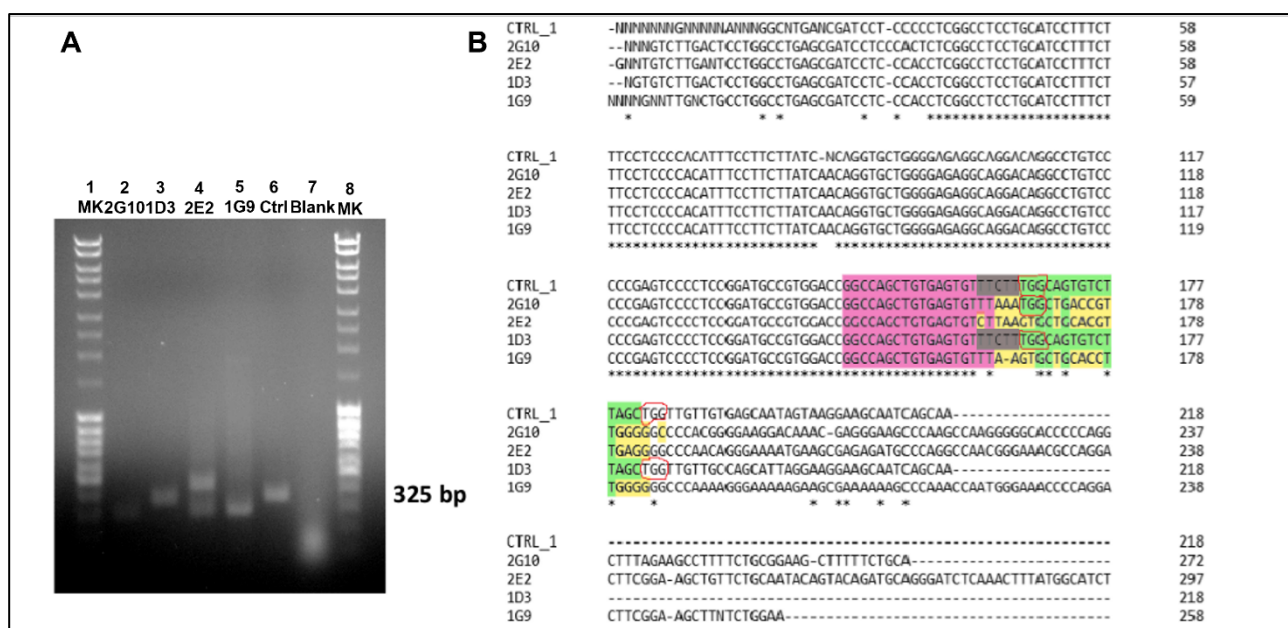 A
1 2 3 4 5 6 7 8
MK 2G10 1D3 2E2 1G9 Ctrl Blank MK
325 bp
B
CTRL_1 -NNNNNNNGNNNNNANNNGGCNTGANCGATCCT-CCCCCTCGGCCTCCTGCATCCTTTCT 58
2G10 --NNNGTCTTGACTCCTGGCCTGAGCGATCCTCCCACTCTCGGCCTCCTGCATCCTTTCT 58
2E2 -GNNTGTCTTGANTCCTGGCCTGAGCGATCCTC-CCACCTCGGCCTCCTGCATCCTTTCT 58
1D3 --NGTGTCTTGACTCCTGGCCTGAGCGATCCTC-CCACCTCGGCCTCCTGCATCCTTTCT 57
1G9 NNNNGNNTTGNCTGCCTGGCCTGAGCGATCCTC-CCACCTCGGCCTCCTGCATCCTTTCT 59
* * * * * *********************
CTRL_1 TTCCTCCCCACATTTCCTTCTTATC-NCAGGTGCTGGGGAGAGGCAGGACAGGCCTGTCC 117
2G10 TTCCTCCCCACATTTCCTTCTTATCAACAGGTGCTGGGGAGAGGCAGGACAGGCCTGTCC 118
2E2 TTCCTCCCCACATTTCCTTCTTATCAACAGGTGCTGGGGAGAGGCAGGACAGGCCTGTCC 118
1D3 TTCCTCCCCACATTTCCTTCTTATCAACAGGTGCTGGGGAGAGGCAGGACAGGCCTGTCC 117
1G9 TTCCTCCCCACATTTCCTTCTTATCAACAGGTGCTGGGGAGAGGCAGGACAGGCCTGTCC 119
************************* *********************************
CTRL_1 CCCGAGTCCCCTCCGGATGCCGTGGACCGGCCAGCTGTGAGTGTTTCTTTGGCAGTGTCT 177
2G10 CCCGAGTCCCCTCCGGATGCCGTGGACCGGCCAGCTGTGAGTGTTTAAATGGCTGACCGT 178
2E2 CCCGAGTCCCCTCCGGATGCCGTGGACCGGCCAGCTGTGAGTGTCTTAAGTGCTGCACGT 178
1D3 CCCGAGTCCCCTCCGGATGCCGTGGACCGGCCAGCTGTGAGTGTTTCTTTGGCAGTGTCT 177
1G9 CCCGAGTCCCCTCCGGATGCCGTGGACCGGCCAGCTGTGAGTGTTTA-AGTGCTGCACCT 178
******************************************** * ** * *
CTRL_1 TAGCTGGTTGTTGTGAGCAATAGTAAGGAAGCAATCAGCAA------------------- 218
2G10 TGGGGGCCCCACGGGGAAGGACAAAC-GAGGGAAGCCCAAGCCAAGGGGGCACCCCCAGG 237
2E2 TGAGGGGCCCAACAGGGAAAATGAAGCGAGAGATGCCCAGGCCAACGGGAAACGCCAGGA 238
1D3 TAGCTGGTTGTTGCCAGCATTAGGAAGGAAGCAATCAGCAA------------------- 218
1G9 TGGGGGGGCCCAAAAGGGAAAAAGAAGCGAAAAAAGCCCAAACCAATGGGAAACCCCAGGA 238
* * * ** * *
CTRL_1 ------------------------------------------------------------ 218
2G10 CTTTAGAAGCCTTTTCTGCGGAAG-CTTTTTCTGCA------------------------ 272
2E2 CTTCGGA-AGCTGTTCTGCAATACAGTACAGATGCAGGGATCTCAAACTTTATGGCATCT 297
1D3 ------------------------------------------------------------ 218
1G9 CTTCGGA-AGCTTNTCTGGAA--------------------------------------- 258